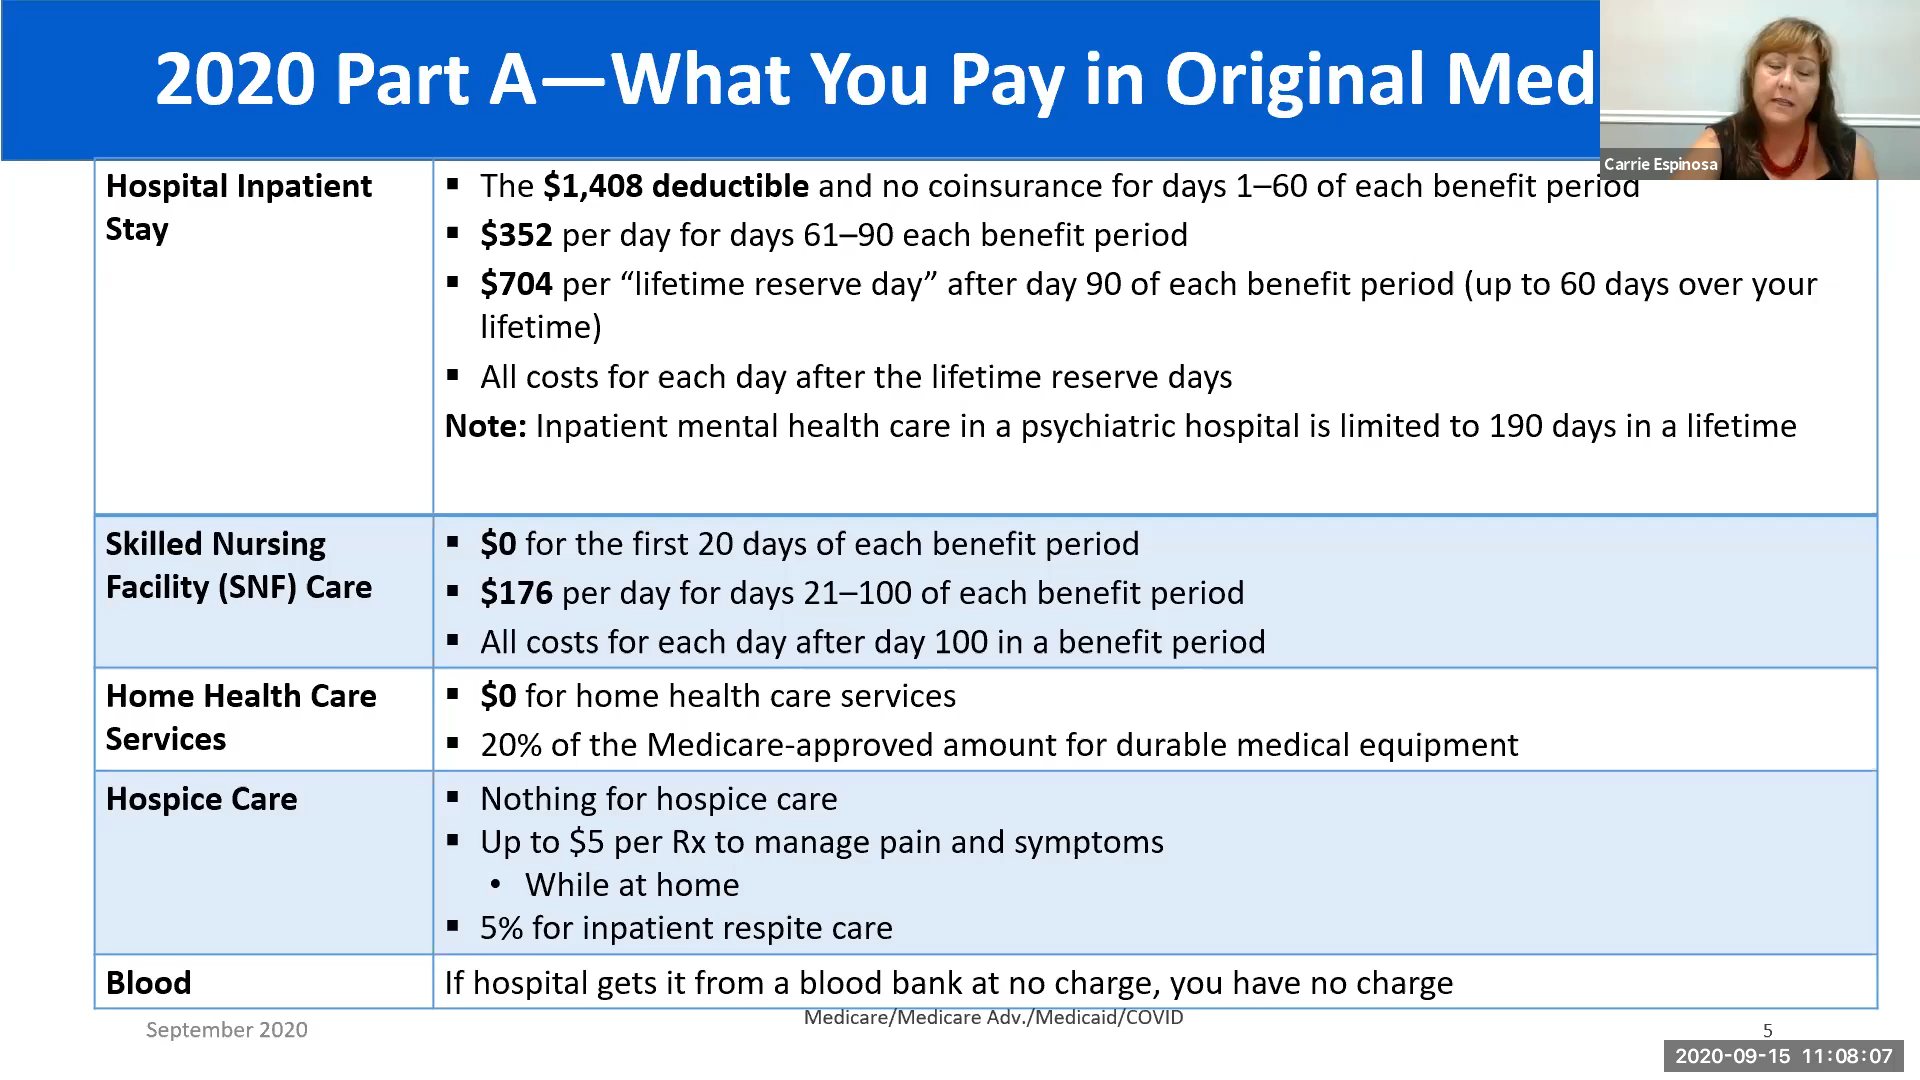 2020 Part A—What You Pay in Original Med
Carrie Espinosa
Hospital Inpatient
Stay
▪ The $1,408 deductible and no coinsurance for days 1–60 of each benefit period
▪ $352 per day for days 61–90 each benefit period
▪ $704 per “lifetime reserve day” after day 90 of each benefit period (up to 60 days over your
lifetime)
▪ All costs for each day after the lifetime reserve days
Note: Inpatient mental health care in a psychiatric hospital is limited to 190 days in a lifetime
Skilled Nursing
Facility (SNF) Care
▪ $0 for the first 20 days of each benefit period
▪ $176 per day for days 21–100 of each benefit period
▪ All costs for each day after day 100 in a benefit period
Home Health Care
Services
▪ $0 for home health care services
▪ 20% of the Medicare-approved amount for durable medical equipment
Hospice Care
▪ Nothing for hospice care
▪ Up to $5 per Rx to manage pain and symptoms
• While at home
▪ 5% for inpatient respite care
Blood
If hospital gets it from a blood bank at no charge, you have no charge
September 2020
Medicare/Medicare Adv./Medicaid/COVID
5
2020-09-15 11:08:07